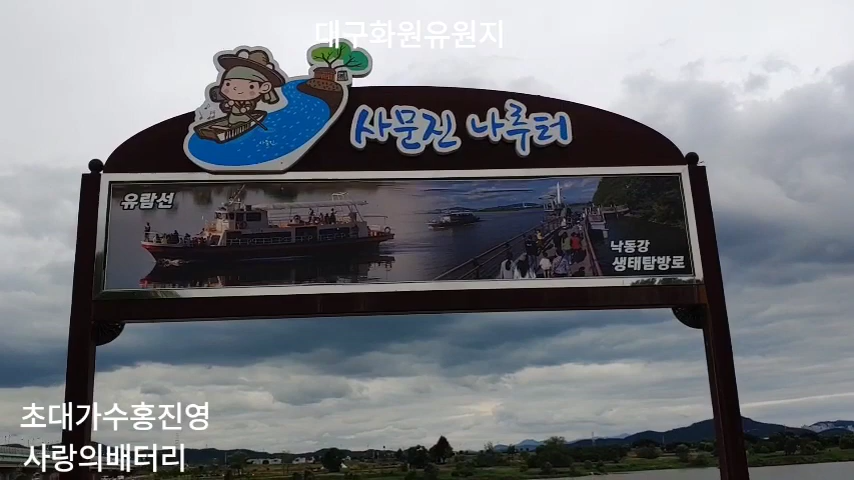 대구화원유원지
사문진 나루터
유람선
낙동강
생태탐방로
초대가수홍진영
사랑의배터리